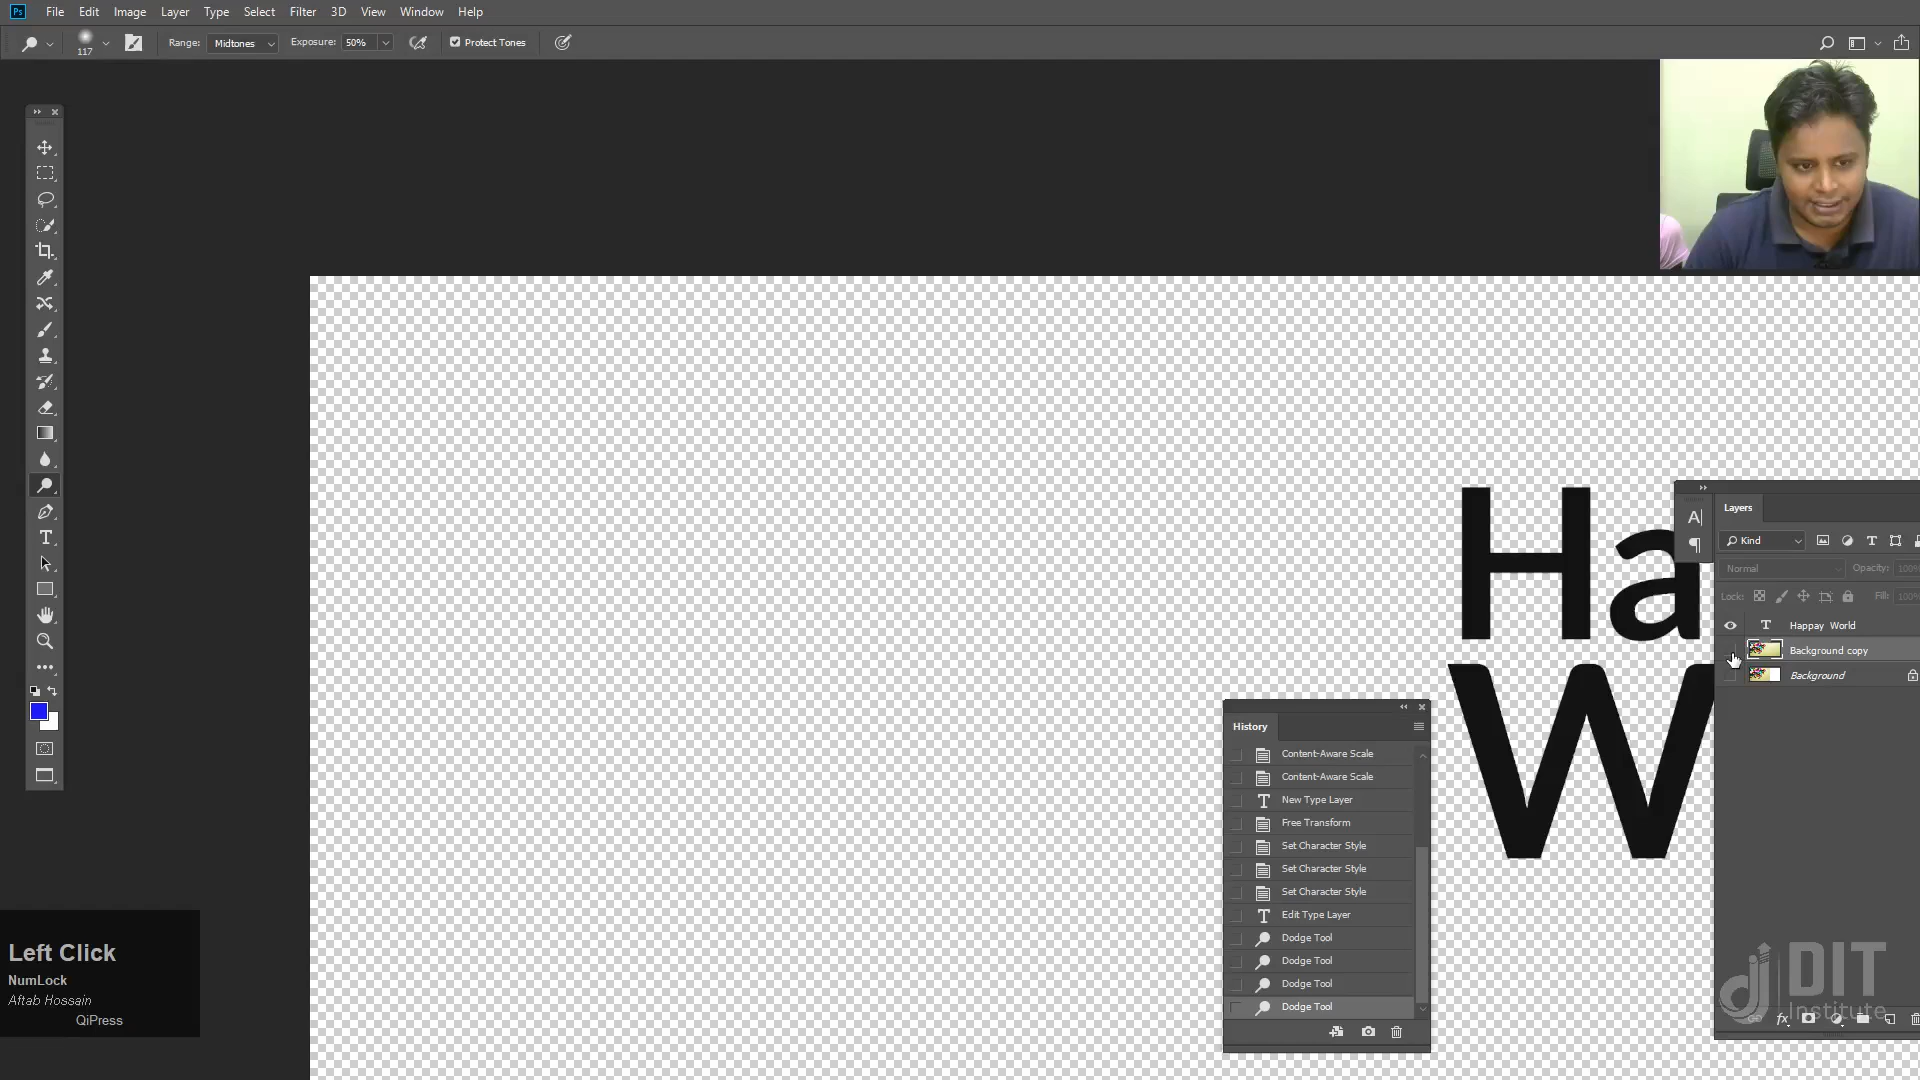 Ps File Edit Image Layer Type Select Filter 3D View Window Help
117 Range: Midtones Exposure: 50% Protect Tones
Ha
W
A
Layers
Kind
Normal Opacity: 100%
Lock: Fill: 100%
T Happay World
Background copy
Background
History
Content-Aware Scale
Content-Aware Scale
T New Type Layer
Free Transform
Set Character Style
Set Character Style
Set Character Style
T Edit Type Layer
Dodge Tool
Dodge Tool
Dodge Tool
Dodge Tool
fx
Left Click
NumLock
Aftab Hossain
QiPress
DIT
Institute